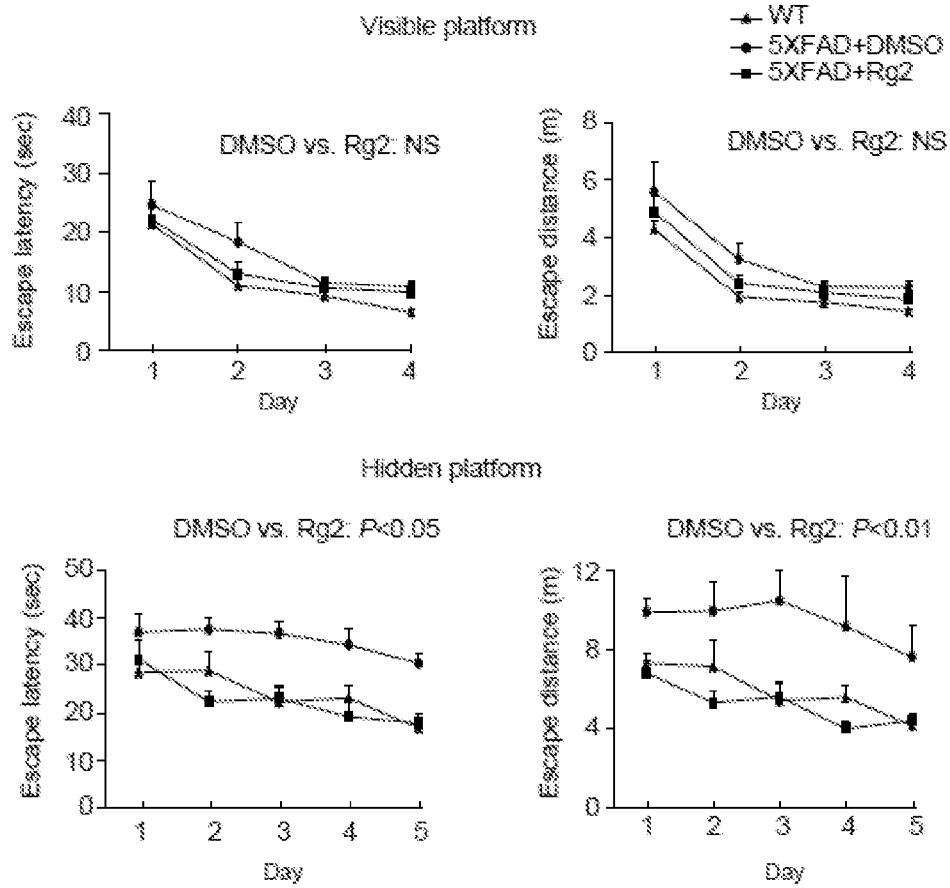 Visible platform
WT
5XFAD+DMSO
5XFAD+Rg2
Escape latency (sec)
40
30
20
10
0
DMSO vs. Rg2: NS
1 2 3 4
Day
Escape distance (m)
8
6
4
2
0
DMSO vs. Rg2: NS
1 2 3 4
Day
Hidden platform
Escape latency (sec)
DMSO vs. Rg2: P<0.05
50
40
30
20
10
0
1 2 3 4 5
Day
Escape distance (m)
DMSO vs. Rg2: P<0.01
12
8
4
0
1 2 3 4 5
Day